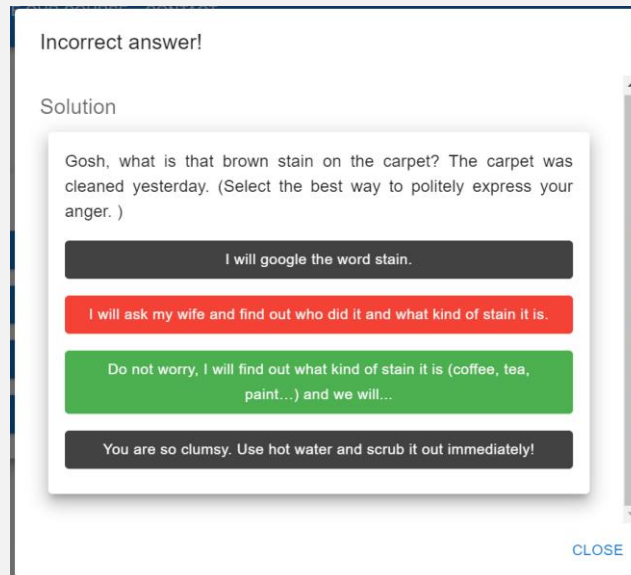 Incorrect answer!
Solution
Gosh, what is that brown stain on the carpet? The carpet was
cleaned yesterday. (Select the best way to politely express your
anger. )
I will google the word stain.
I will ask my wife and find out who did it and what kind of stain it is.
Do not worry, I will find out what kind of stain it is (coffee, tea,
paint...) and we will...
You are so clumsy. Use hot water and scrub it out immediately!
CLOSE